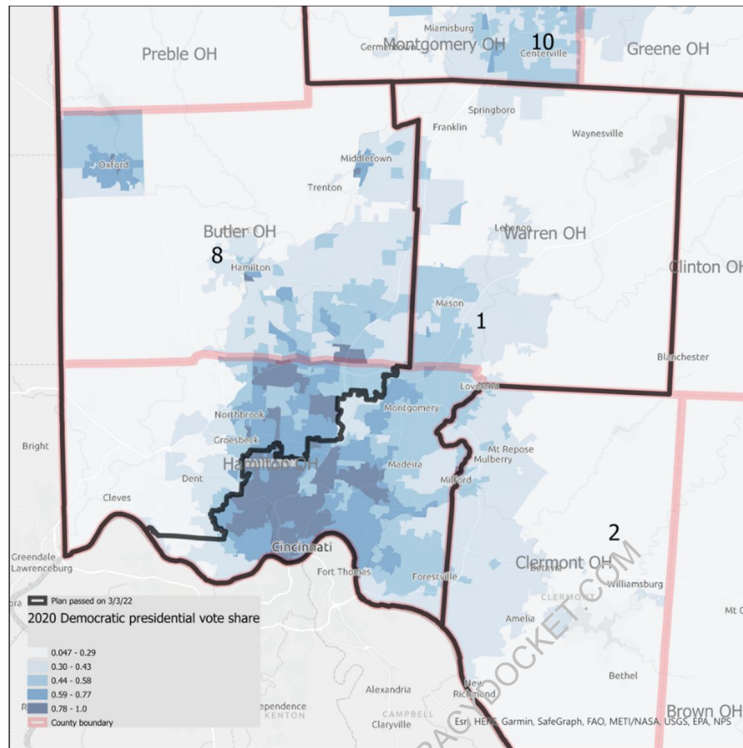 Miamisburg
Preble OH
Germantown
Montgomery OH
10
Centerville
Greene OH
Springboro
Franklin
Waynesville
Oxford
Middletown
Trenton
Butler OH
8
Hamilton
Lebanon
Warren OH
Clinton OH
Mason
1
Blanchester
Loveland
Northbrook
Montgomery
Groesbeck
Bright
Hamilton OH
Madeira
Mt Repose
Mulberry
Dent
Milford
Cleves
2
Cincinnati
Greendale
Lawrenceburg
Fort Thomas
Forestville
Clermont OH
Batavia
CLERMONT
Williamsburg
Amelia
Mt O
Bethel
New
Richmond
Alexandria
CAMPBELL
Claryville
ependence
KENTON
Brown OH
Plan passed on 3/3/22
2020 Democratic presidential vote share
0.047 - 0.29
0.30 - 0.43
0.44 - 0.58
0.59 - 0.77
0.78 - 1.0
County boundary
Esri, HERE, Garmin, SafeGraph, FAO, METI/NASA, USGS, EPA, NPS
RACYDOCKET.COM